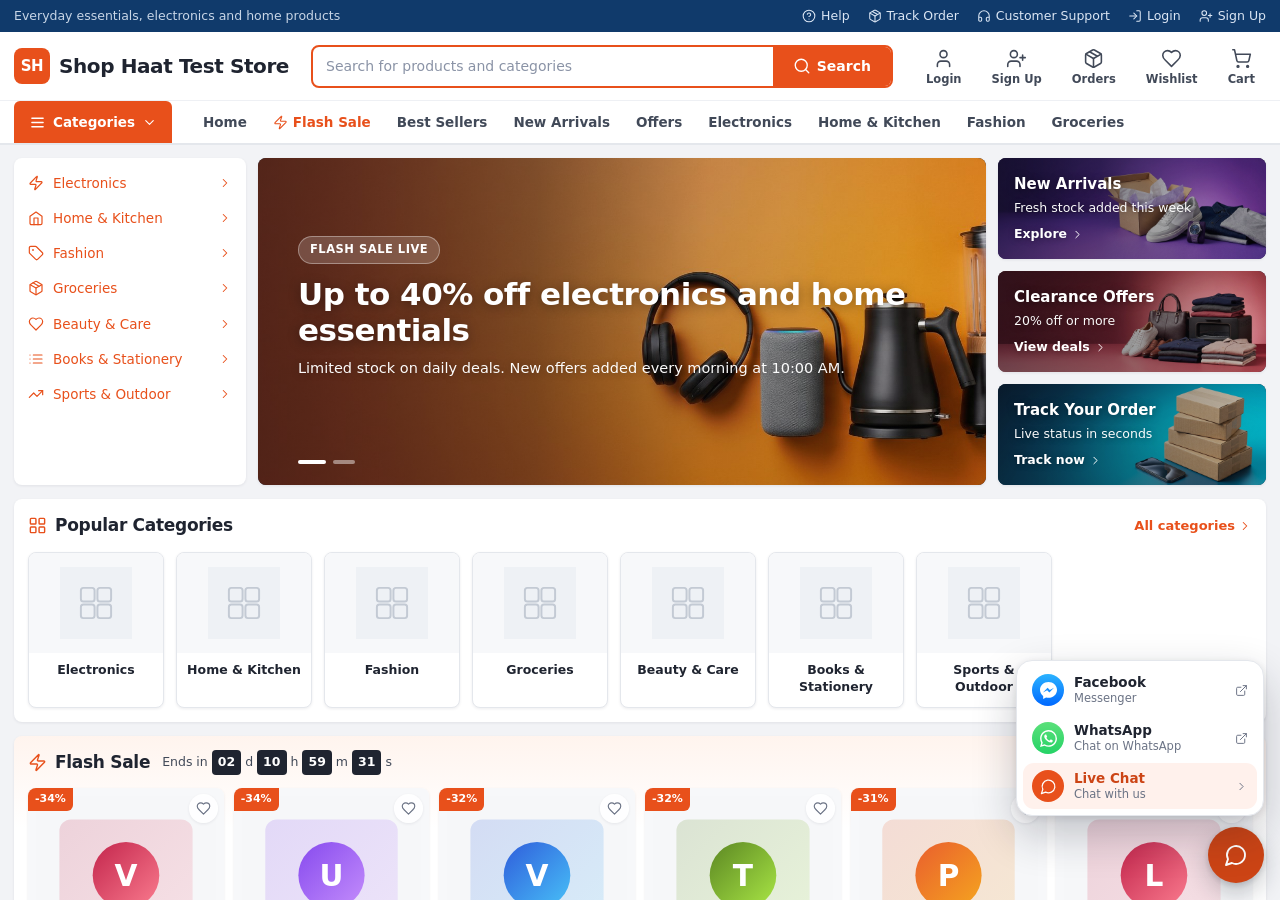 Everyday essentials, electronics and home products
Help
Track Order
Customer Support
Login
Sign Up
SH
Shop Haat Test Store
Search for products and categories
Search
Login
Sign Up
Orders
Wishlist
Cart
Categories
Home
Flash Sale
Best Sellers
New Arrivals
Offers
Electronics
Home & Kitchen
Fashion
Groceries
Electronics
Home & Kitchen
Fashion
Groceries
Beauty & Care
Books & Stationery
Sports & Outdoor
FLASH SALE LIVE
Up to 40% off electronics and home
essentials
Limited stock on daily deals. New offers added every morning at 10:00 AM.
New Arrivals
Fresh stock added this week
Explore
Clearance Offers
20% off or more
View deals
Track Your Order
Live status in seconds
Track now
Popular Categories
All categories
Electronics
Home & Kitchen
Fashion
Groceries
Beauty & Care
Books &
Stationery
Sports &
Outdoor
Facebook
Messenger
WhatsApp
Chat on WhatsApp
Live Chat
Chat with us
Flash Sale
Ends in 02 d 10 h 59 m 31 s
-34%
-34%
-32%
-32%
-31%
V
U
V
T
P
L